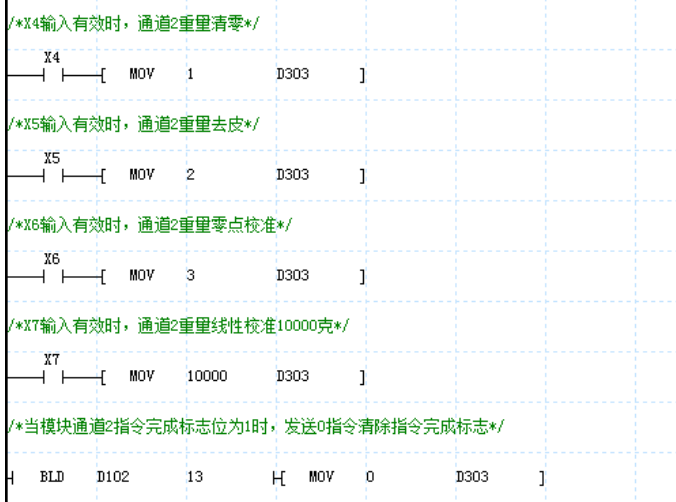 /*X4输入有效时，通道2重量清零*/
X4
[ MOV 1 D303 ]
/*X5输入有效时，通道2重量去皮*/
X5
[ MOV 2 D303 ]
/*X6输入有效时，通道2重量零点校准*/
X6
[ MOV 3 D303 ]
/*X7输入有效时，通道2重量线性校准10000克*/
X7
[ MOV 10000 D303 ]
/*当模块通道2指令完成标志位为1时，发送0指令清除指令完成标志*/
BLD D102 13 [ MOV 0 D303 ]